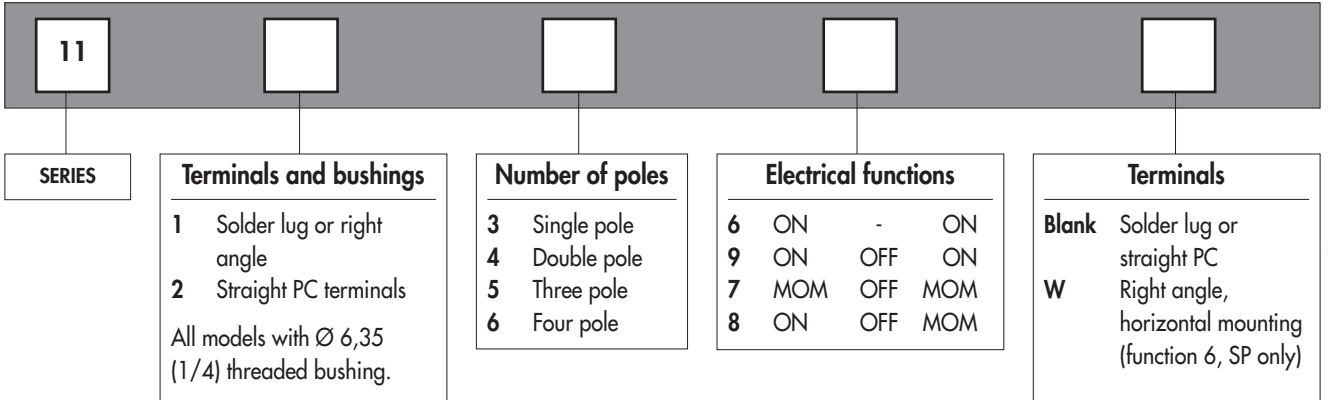 11
SERIES
Terminals and bushings
1 Solder lug or right
angle
2 Straight PC terminals
All models with Ø 6,35
(1/4) threaded bushing.
Number of poles
3 Single pole
4 Double pole
5 Three pole
6 Four pole
Electrical functions
6 ON - ON
9 ON OFF ON
7 MOM OFF MOM
8 ON OFF MOM
Terminals
Blank Solder lug or
straight PC
W Right angle,
horizontal mounting
(function 6, SP only)